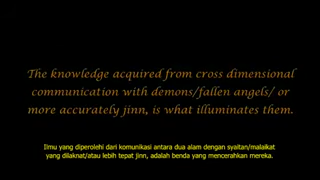 The knowledge acquired from cross dimensional
communication with demons/fallen angels/ or
more accurately jinn, is what illuminates them.
Ilmu yang diperolehi dari komunikasi antara dua alam dengan syaitan/malaikat
yang dilaknat/atau lebih tepat jinn, adalah benda yang mencerahkan mereka.